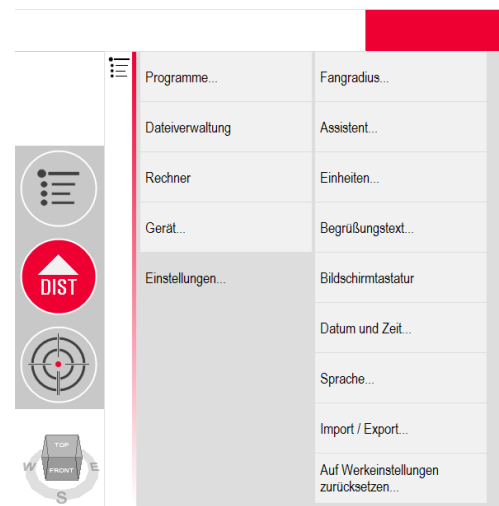 Programme...
Dateiverwaltung
Rechner
Gerät...
Einstellungen...
Fangradius...
Assistent...
Einheiten...
Begrüßungstext...
Bildschirmtastatur
Datum und Zeit...
Sprache...
Import / Export...
Auf Werkeinstellungen
zurücksetzen...
DIST
TOP
W FRONT E
S